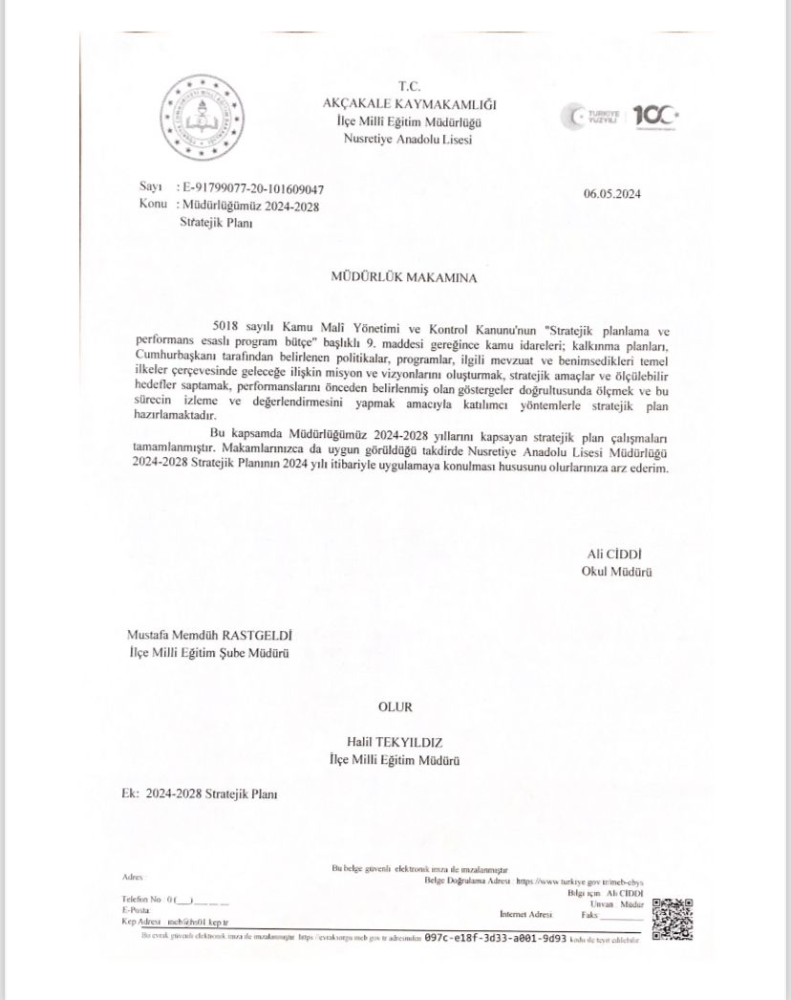 T.C.
AKÇAKALE KAYMAKAMLIĞI
İlçe Millî Eğitim Müdürlüğü
Nusretiye Anadolu Lisesi
TÜRKİYE
YÜZYILI
100
Sayı : E-91799077-20-101609047
06.05.2024
Konu : Müdürlüğümüz 2024-2028
Stratejik Planı
MÜDÜRLÜK MAKAMINA
5018 sayılı Kamu Malî Yönetimi ve Kontrol Kanunu'nun "Stratejik planlama ve
performans esaslı program bütçe" başlıklı 9. maddesi gereğince kamu idareleri; kalkınma planları,
Cumhurbaşkanı tarafından belirlenen politikalar, programlar, ilgili mevzuat ve benimsedikleri temel
ilkeler çerçevesinde geleceğe ilişkin misyon ve vizyonlarını oluşturmak, stratejik amaçlar ve ölçülebilir
hedefler saptamak, performanslarını önceden belirlenmiş olan göstergeler doğrultusunda ölçmek ve bu
sürecin izleme ve değerlendirmesini yapmak amacıyla katılımcı yöntemlerle stratejik plan
hazırlamaktadır.
Bu kapsamda Müdürlüğümüz 2024-2028 yıllarını kapsayan stratejik plan çalışmaları
tamamlanmıştır. Makamlarınızca da uygun görüldüğü takdirde Nusretiye Anadolu Lisesi Müdürlüğü
2024-2028 Stratejik Planının 2024 yılı itibariyle uygulamaya konulması hususunu olurlarınıza arz ederim.
Ali CİDDİ
Okul Müdürü
Mustafa Memdüh RASTGELDİ
İlçe Milli Eğitim Şube Müdürü
OLUR
Halil TEKYILDIZ
İlçe Milli Eğitim Müdürü
Ek: 2024-2028 Stratejik Planı
Bu belge güvenli elektronik imza ile imzalanmıştır
Adres :
Belge Doğrulama Adresi : https://www.turkiye.gov.tr/meb-ebys
Bilgi için: Ali CİDDİ
Telefon No : 0 (___) ___ __ __
Unvan : Müdür
E-Posta:
İnternet Adresi:
Faks: ________
Kep Adresi : meb@hs01.kep.tr
Bu evrak güvenli elektronik imza ile imzalanmıştır. https://evraksorgu.meb.gov.tr adresinden 097c-e18f-3d33-a001-9d93 kodu ile teyit edilebilir.